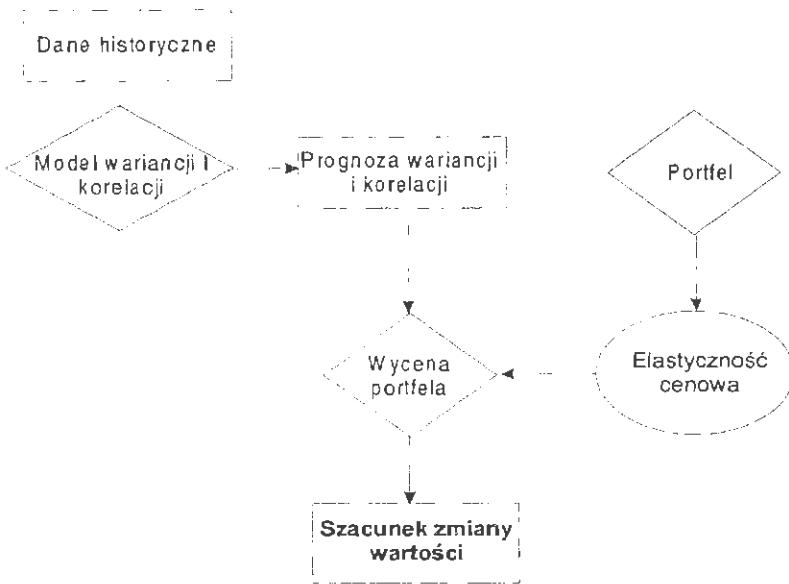 Dane historyczne
Model wariancji i
korelacji
Prognoza wariancji
i korelacji
Portfel
Wycena
portfela
Elastyczność
cenowa
Szacunek zmiany
wartości